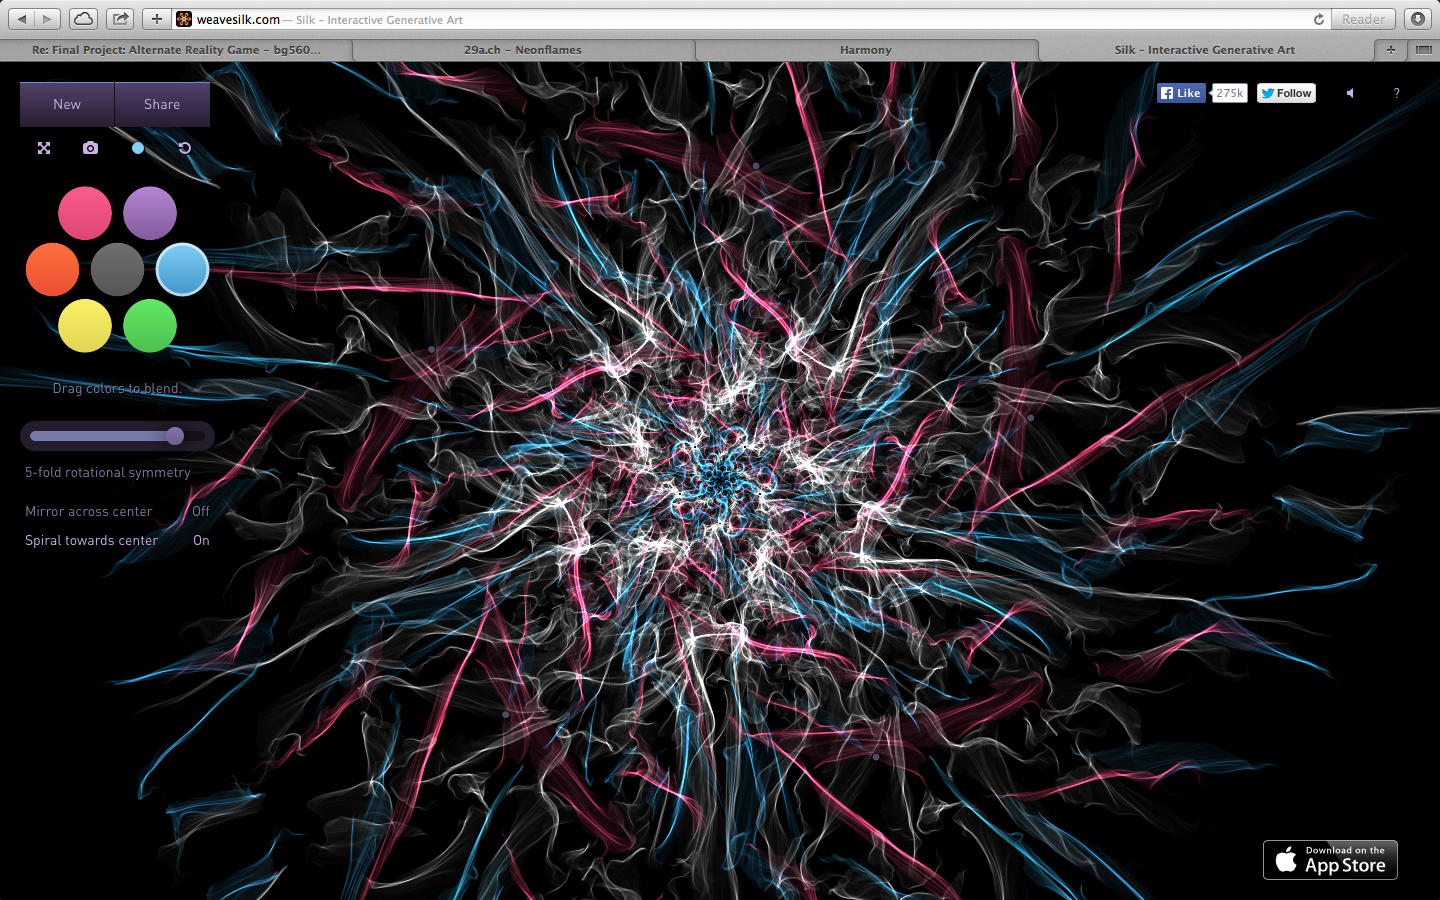 weavesilk.com — Silk – Interactive Generative Art
Reader
Re: Final Project: Alternate Reality Game – bg560...
29a.ch – Neonflames
Harmony
Silk – Interactive Generative Art
New
Share
Like
275k
Follow
?
Drag colors to blend.
5-fold rotational symmetry
Mirror across center Off
Spiral towards center On
Download on the
App Store